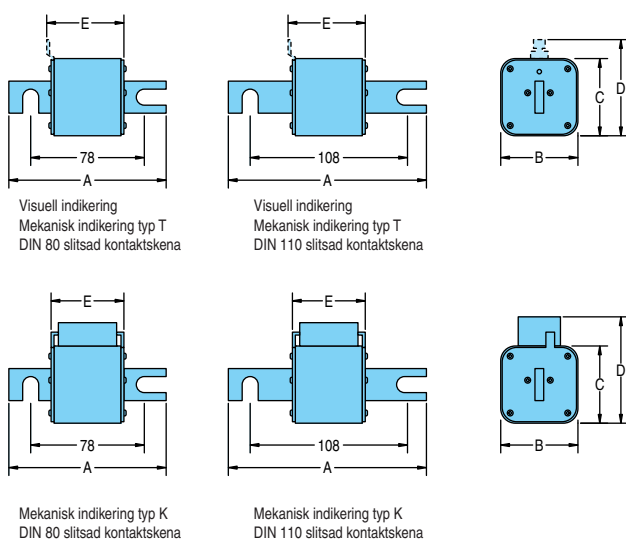 E
E
78
A
108
A
C
D
B
Visuell indikering
Mekanisk indikering typ T
DIN 80 slitsad kontaktskena
Visuell indikering
Mekanisk indikering typ T
DIN 110 slitsad kontaktskena
E
E
78
A
108
A
C
D
B
Mekanisk indikering typ K
DIN 80 slitsad kontaktskena
Mekanisk indikering typ K
DIN 110 slitsad kontaktskena